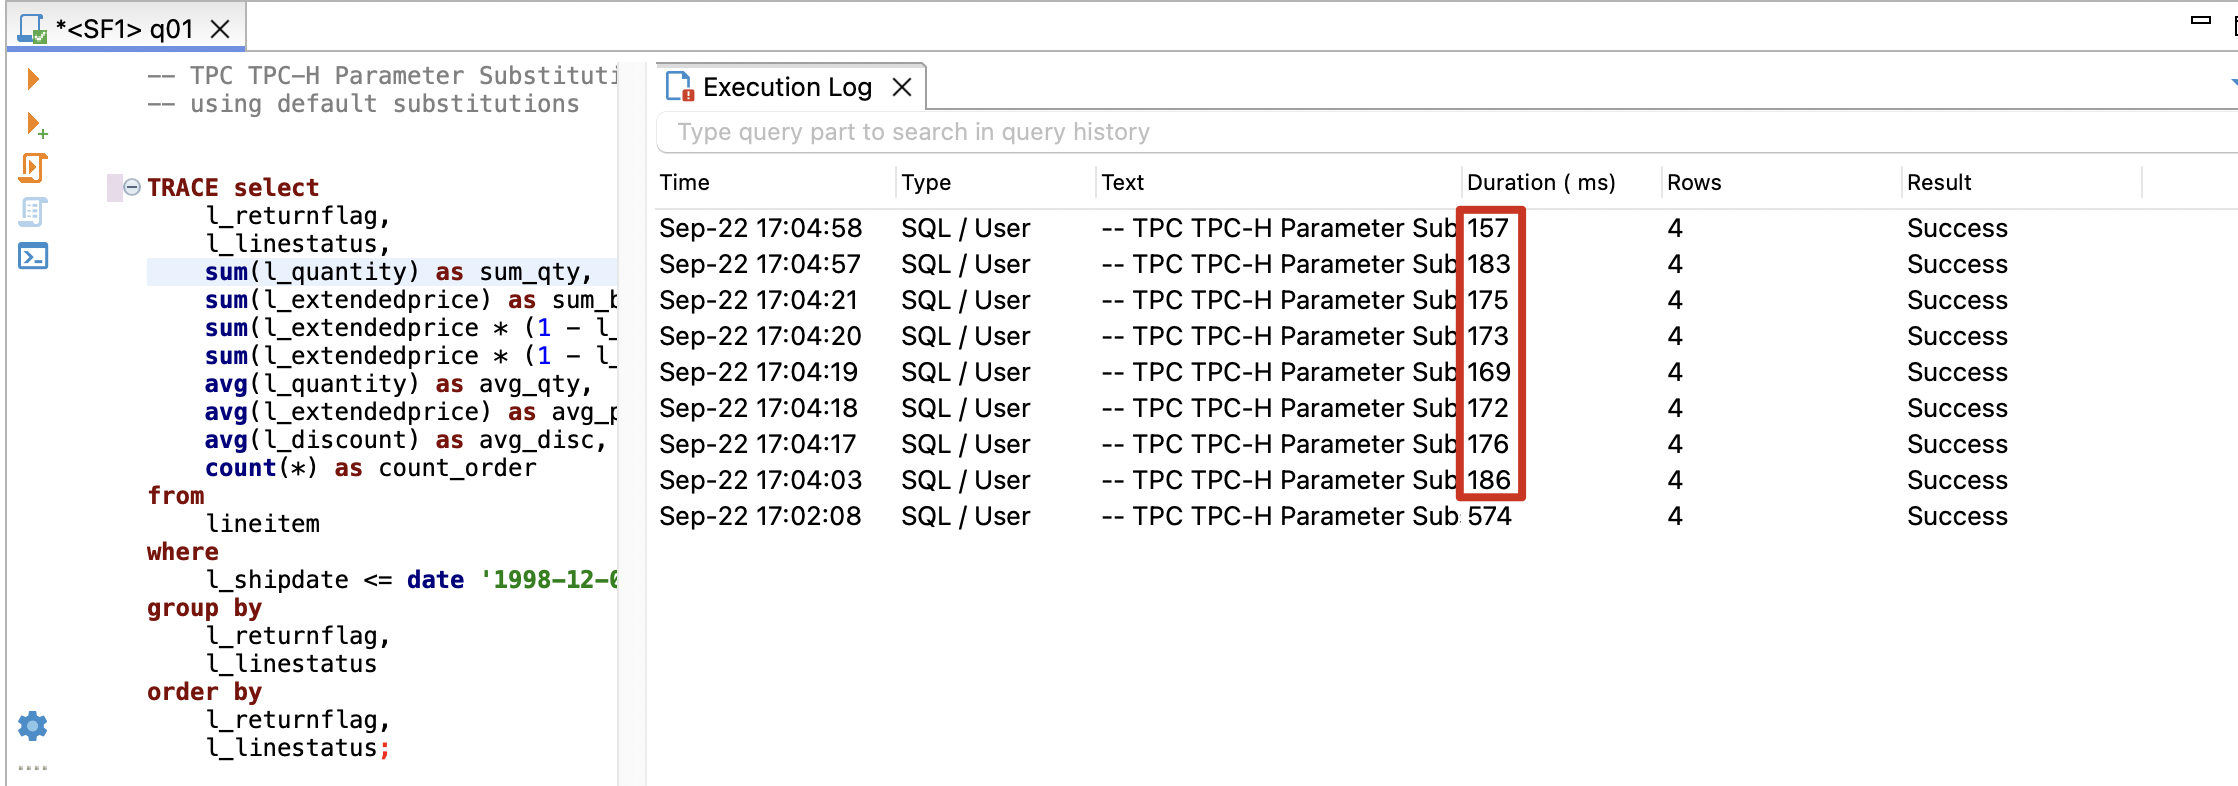 *<SF1> q01
-- TPC TPC-H Parameter Substituti
-- using default substitutions
TRACE select
l_returnflag,
l_linestatus,
sum(l_quantity) as sum_qty,
sum(l_extendedprice) as sum_b
sum(l_extendedprice * (1 - l_
sum(l_extendedprice * (1 - l_
avg(l_quantity) as avg_qty,
avg(l_extendedprice) as avg_p
avg(l_discount) as avg_disc,
count(*) as count_order
from
lineitem
where
l_shipdate <= date '1998-12-0
group by
l_returnflag,
l_linestatus
order by
l_returnflag,
l_linestatus;
Execution Log
Type query part to search in query history
Time Type Text Duration ( ms) Rows Result
Sep-22 17:04:58 SQL / User -- TPC TPC-H Parameter Sub 157 4 Success
Sep-22 17:04:57 SQL / User -- TPC TPC-H Parameter Sub 183 4 Success
Sep-22 17:04:21 SQL / User -- TPC TPC-H Parameter Sub 175 4 Success
Sep-22 17:04:20 SQL / User -- TPC TPC-H Parameter Sub 173 4 Success
Sep-22 17:04:19 SQL / User -- TPC TPC-H Parameter Sub 169 4 Success
Sep-22 17:04:18 SQL / User -- TPC TPC-H Parameter Sub 172 4 Success
Sep-22 17:04:17 SQL / User -- TPC TPC-H Parameter Sub 176 4 Success
Sep-22 17:04:03 SQL / User -- TPC TPC-H Parameter Sub 186 4 Success
Sep-22 17:02:08 SQL / User -- TPC TPC-H Parameter Sub 574 4 Success